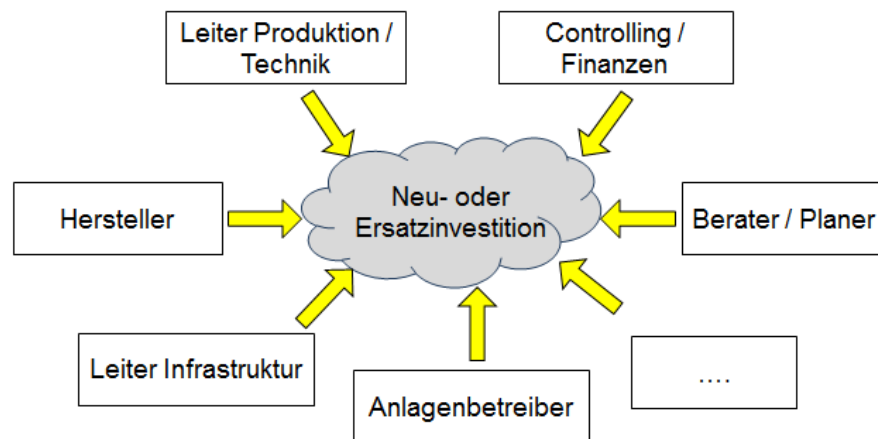 Leiter Produktion /
Technik
Controlling /
Finanzen
Hersteller
Neu- oder
Ersatzinvestition
Berater / Planer
Leiter Infrastruktur
Anlagenbetreiber
....